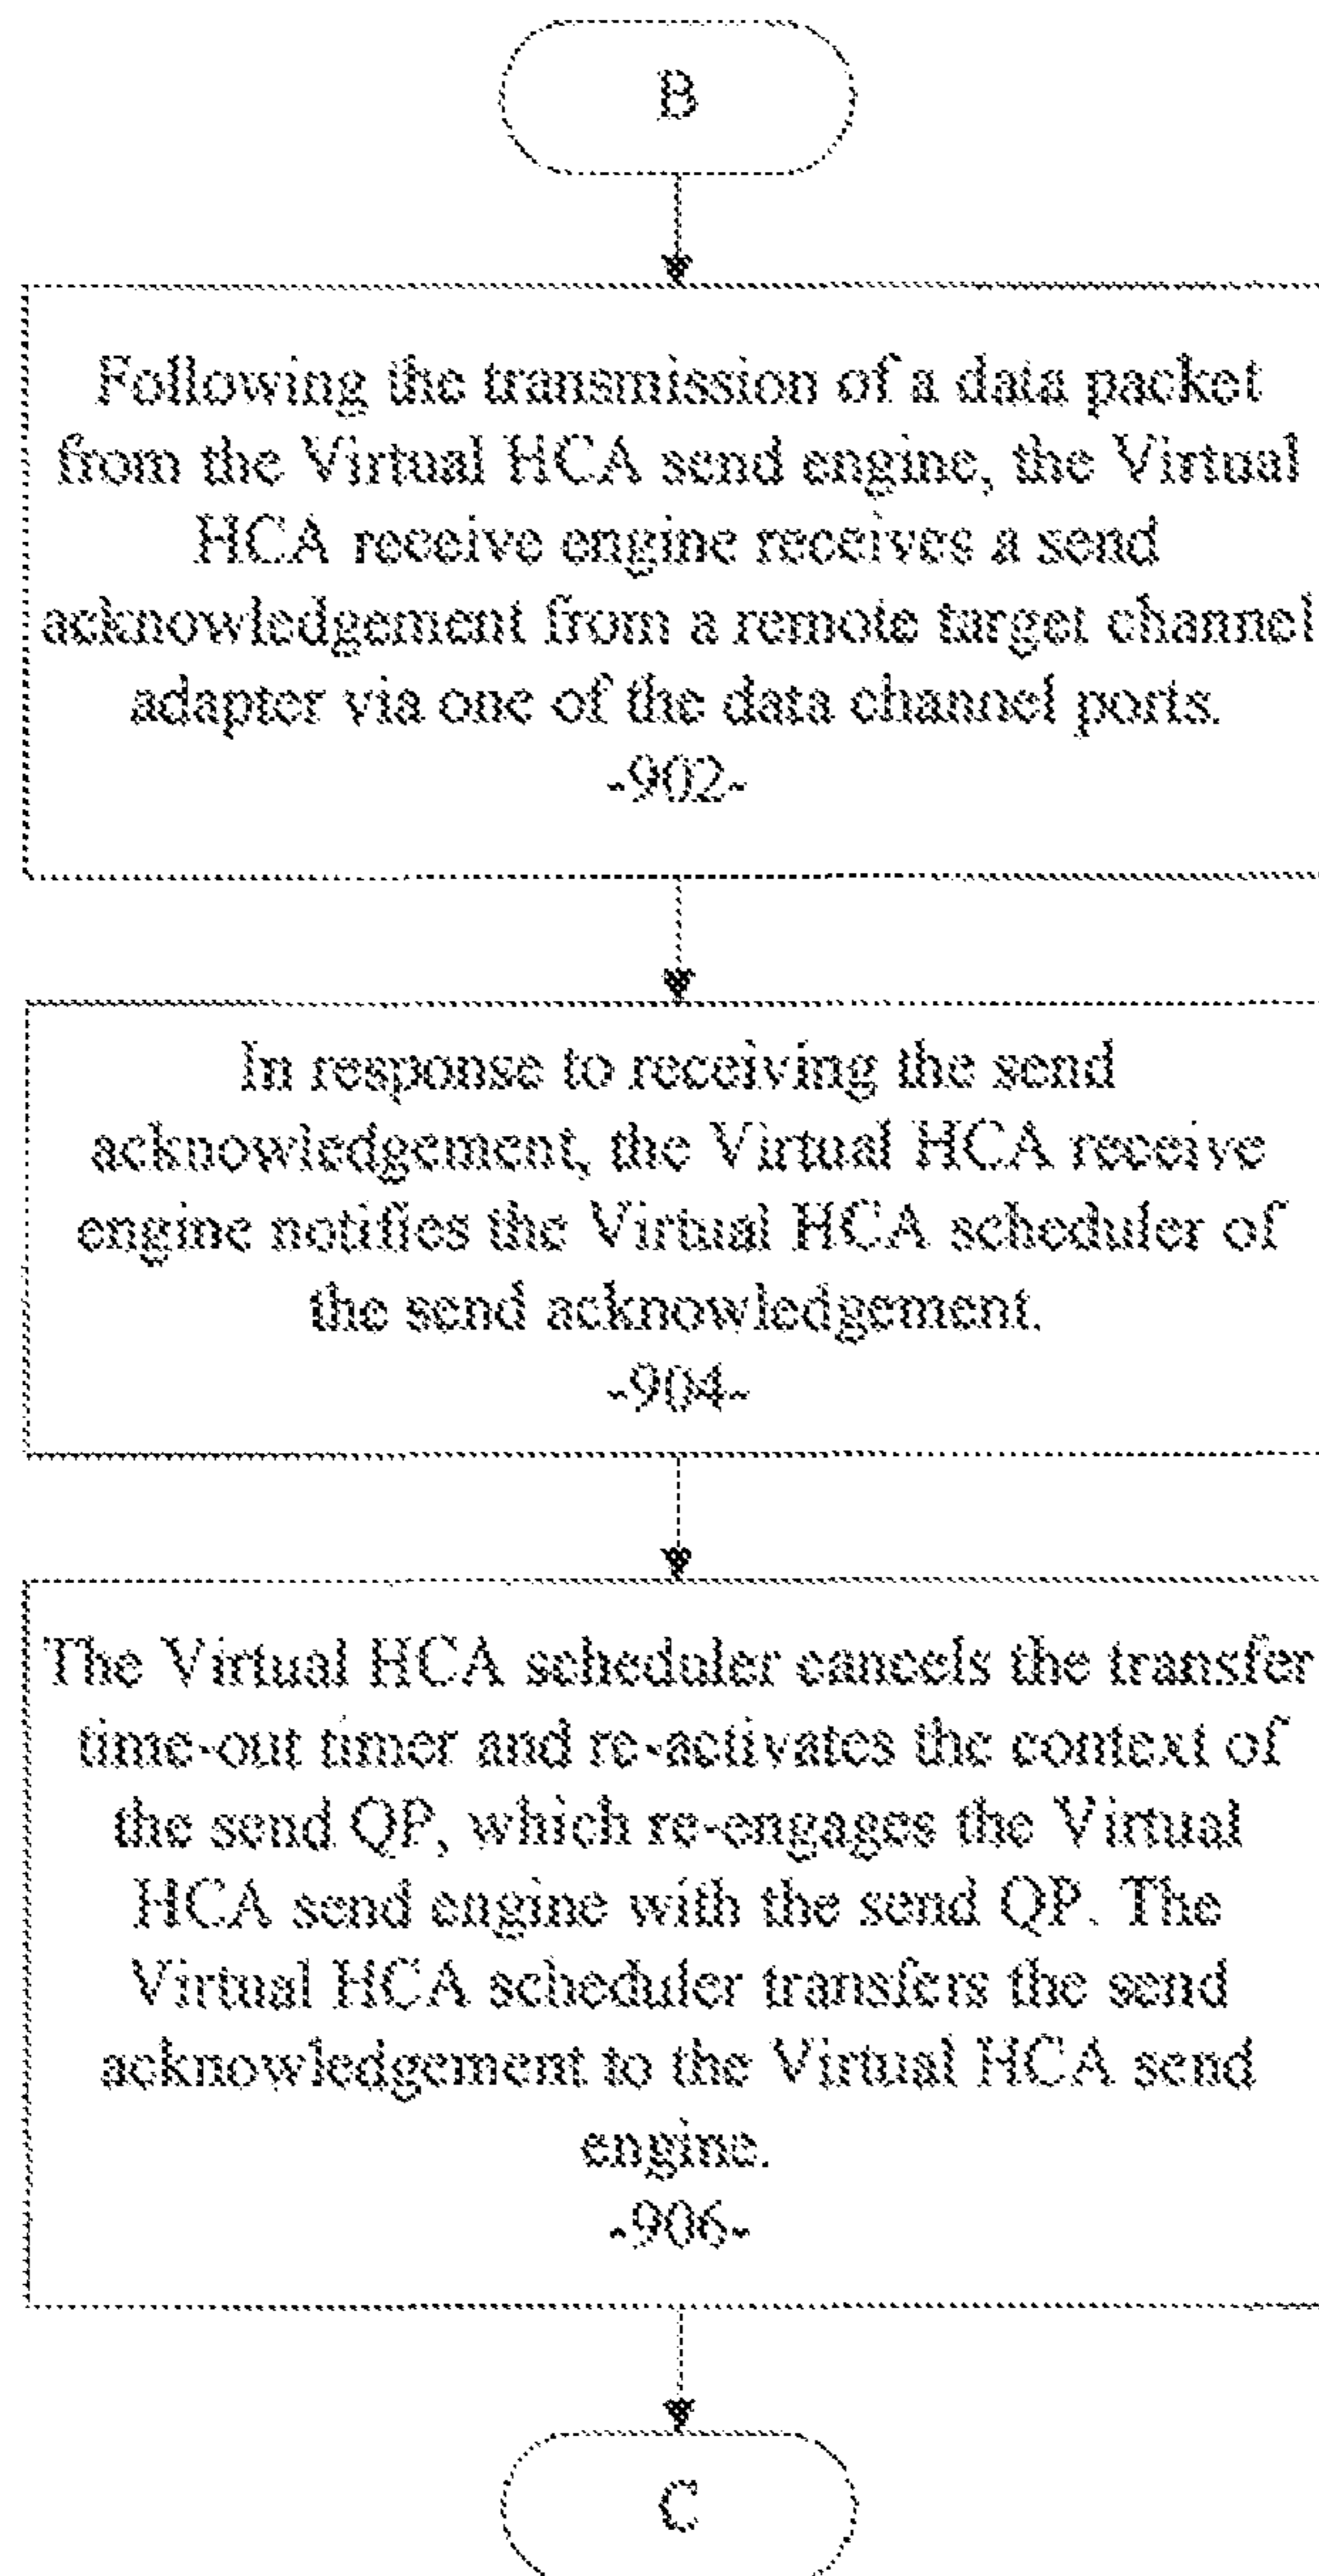 B
Following the transmission of a data packet
from the Virtual HCA send engine, the Virtual
HCA receive engine receives a send
acknowledgement from a remote target channel
adapter via one of the data channel ports.
-902-
In response to receiving the send
acknowledgement, the Virtual HCA receive
engine notifies the Virtual HCA scheduler of
the send acknowledgement.
-904-
The Virtual HCA scheduler cancels the transfer
time-out timer and re-activates the context of
the send QP, which re-engages the Virtual
HCA send engine with the send QP. The
Virtual HCA scheduler transfers the send
acknowledgement to the Virtual HCA send
engine.
-906-
C